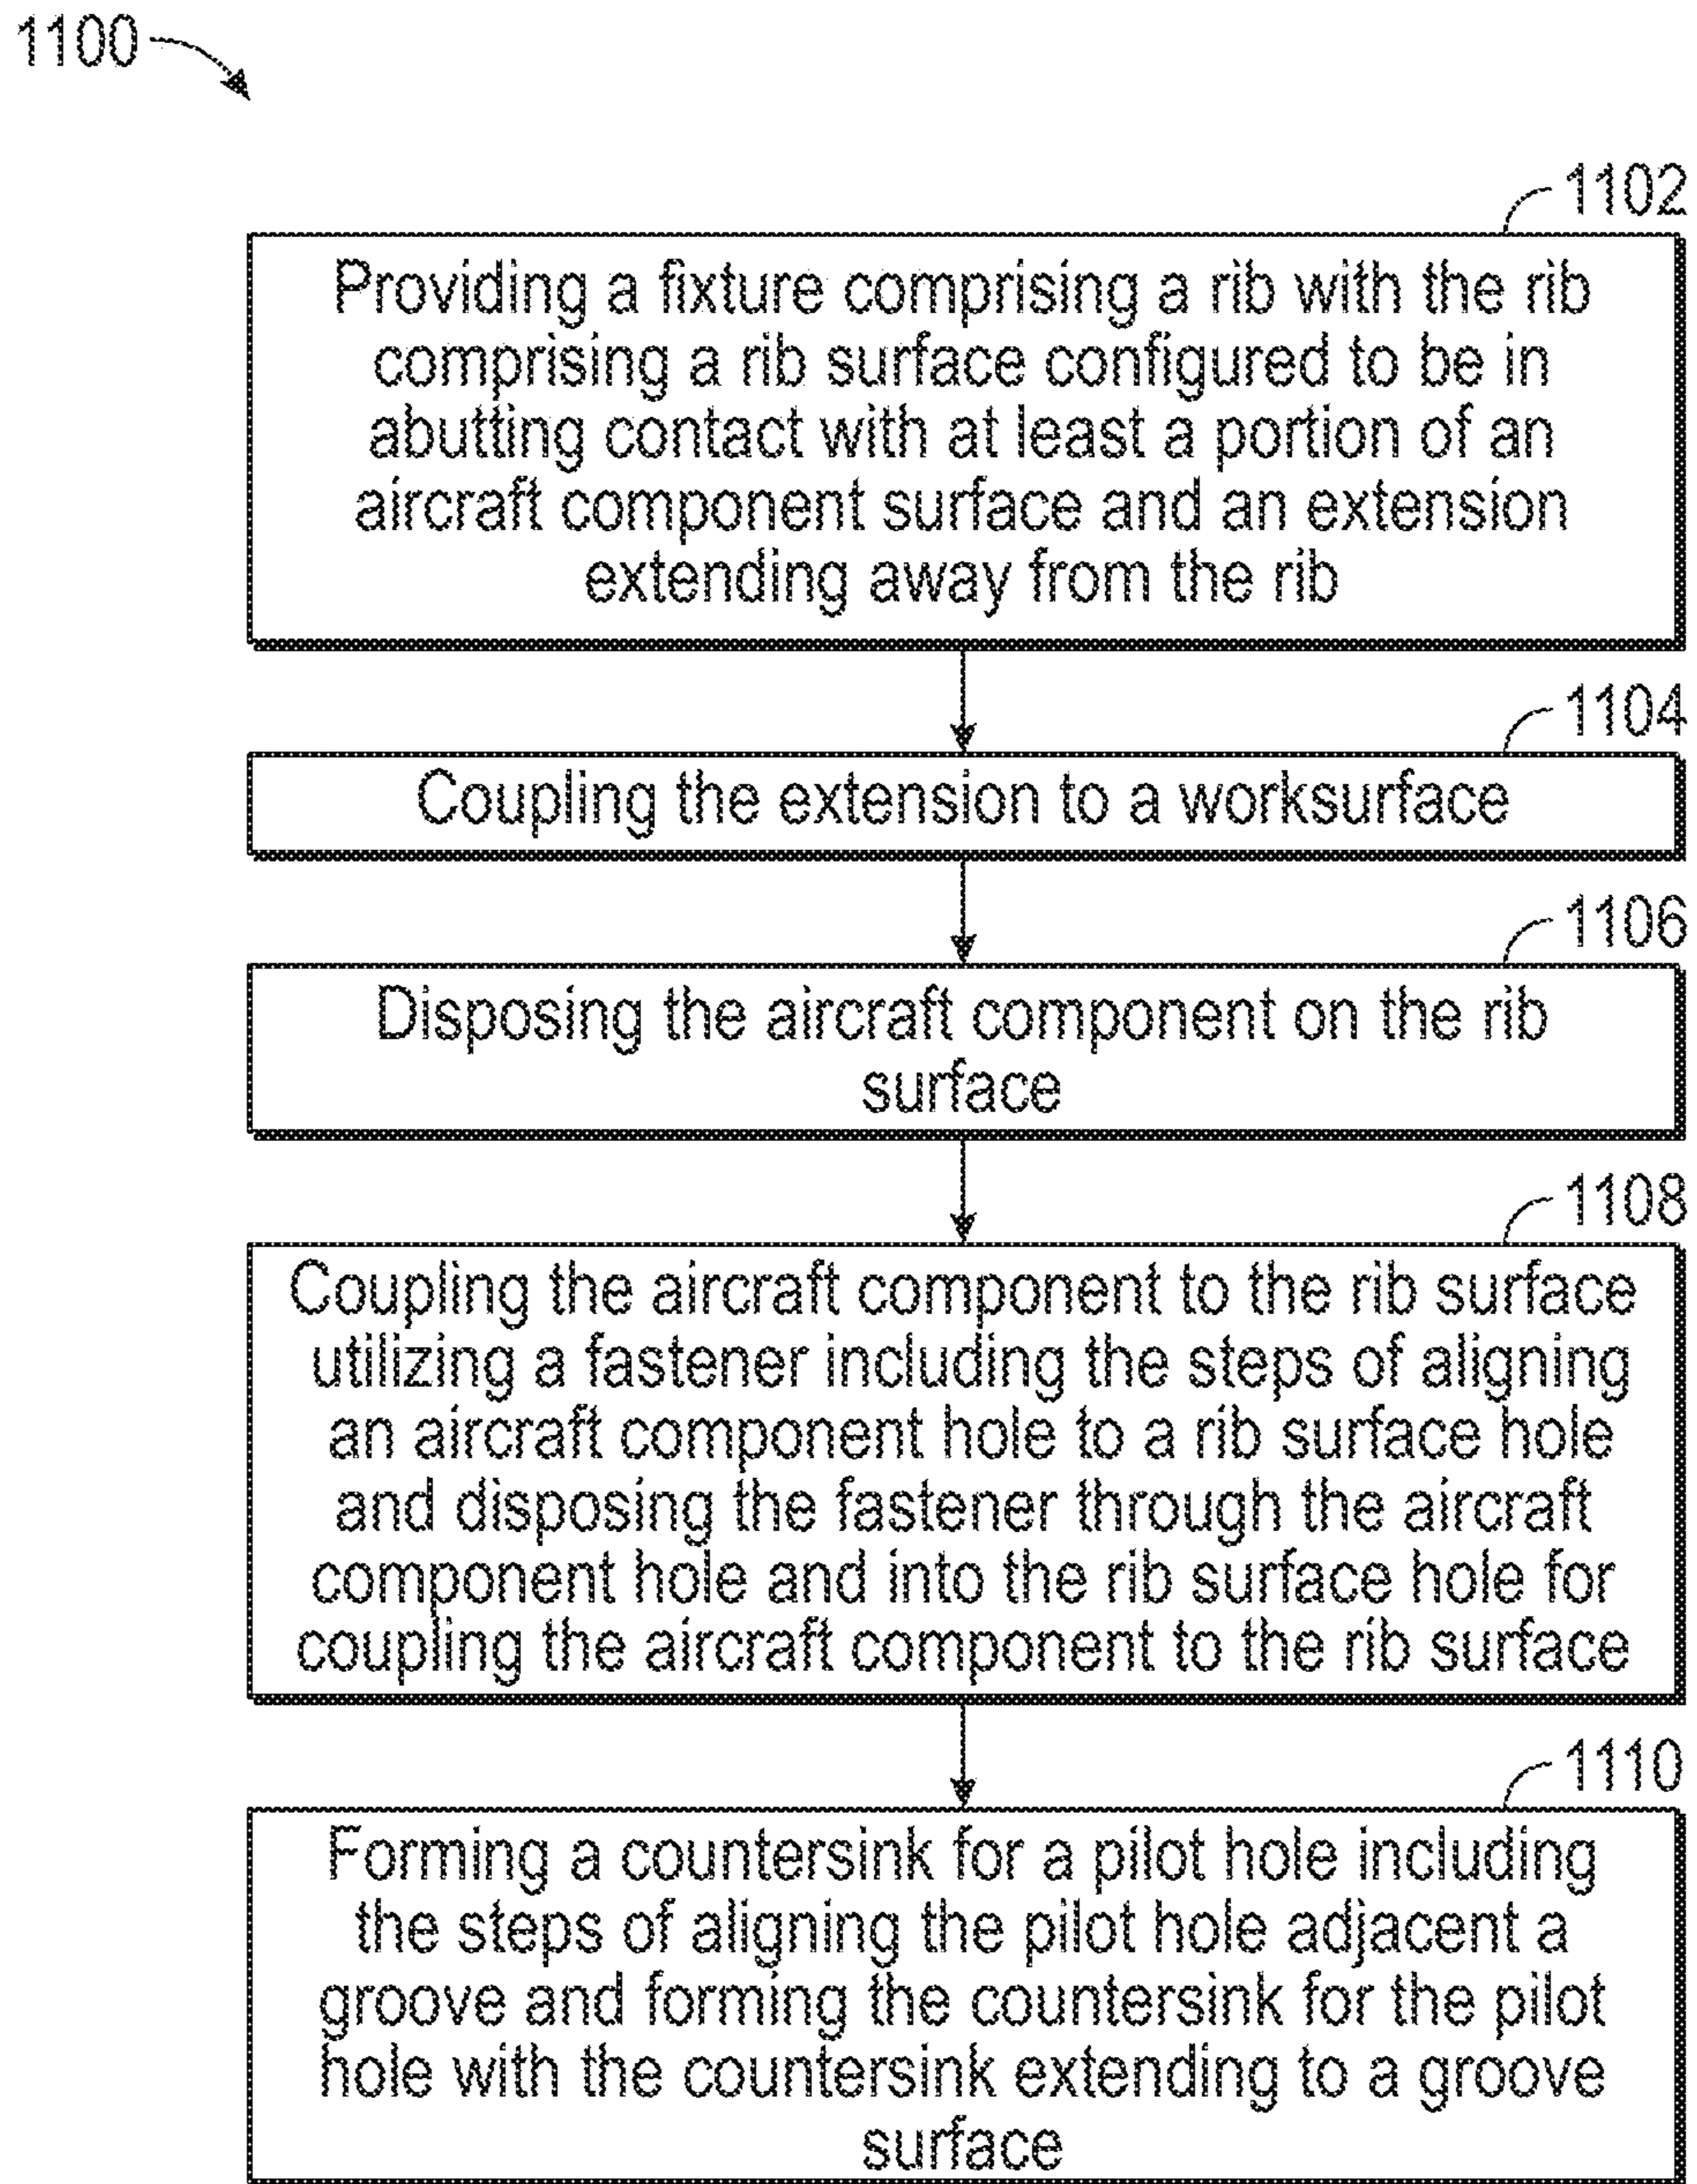 1100
1102
Providing a fixture comprising a rib with the rib
comprising a rib surface configured to be in
abutting contact with at least a portion of an
aircraft component surface and an extension
extending away from the rib
1104
Coupling the extension to a worksurface
1106
Disposing the aircraft component on the rib
surface
1108
Coupling the aircraft component to the rib surface
utilizing a fastener including the steps of aligning
an aircraft component hole to a rib surface hole
and disposing the fastener through the aircraft
component hole and into the rib surface hole for
coupling the aircraft component to the rib surface
1110
Forming a countersink for a pilot hole including
the steps of aligning the pilot hole adjacent a
groove and forming the countersink for the pilot
hole with the countersink extending to a groove
surface